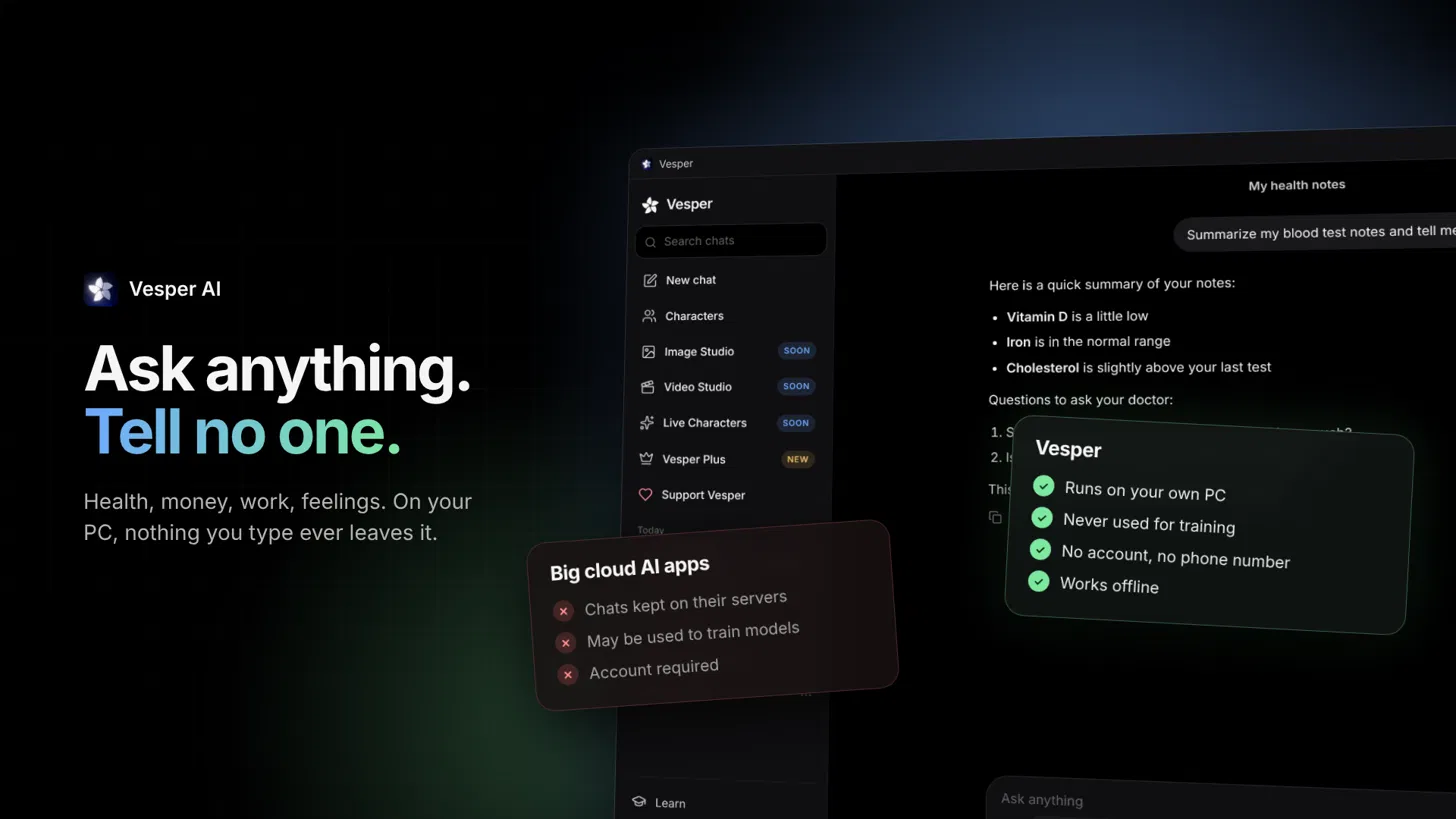 Vesper AI
Ask anything.
Tell no one.
Health, money, work, feelings. On your
PC, nothing you type ever leaves it.
Vesper
Vesper
Search chats
New chat
Characters
Image Studio SOON
Video Studio SOON
Live Characters SOON
Vesper Plus NEW
Support Vesper
Today
Learn
Big cloud AI apps
Chats kept on their servers
May be used to train models
Account required
My health notes
Summarize my blood test notes and tell me
Here is a quick summary of your notes:
• Vitamin D is a little low
• Iron is in the normal range
• Cholesterol is slightly above your last test
Questions to ask your doctor:
1.
2.
Vesper
Runs on your own PC
Never used for training
No account, no phone number
Works offline
Ask anything